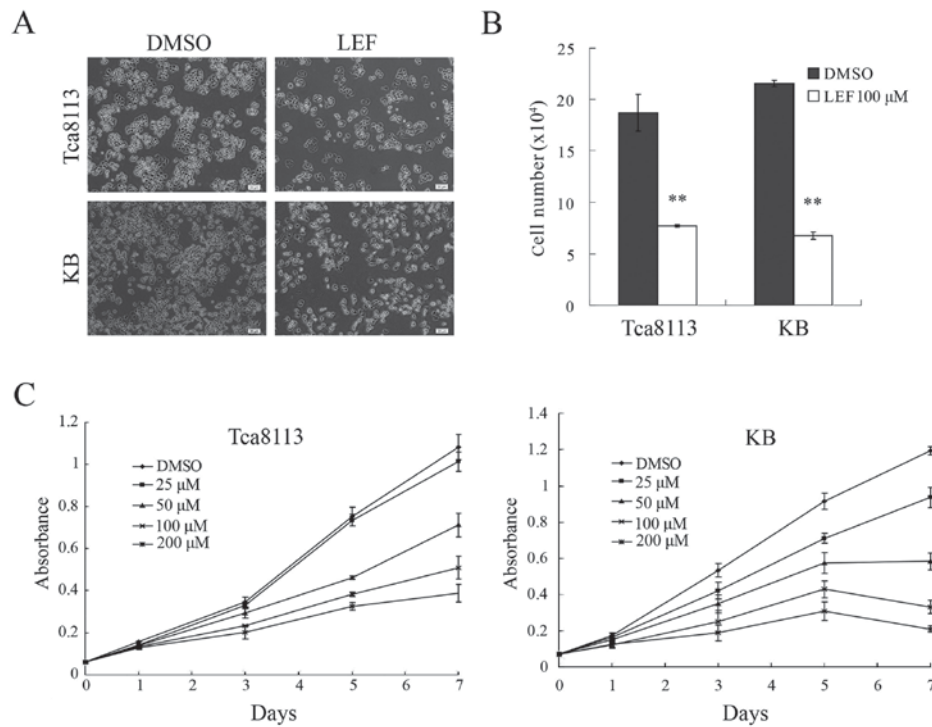 A
DMSO
LEF
Tca8113
KB
B
Cell number (x10⁴)
25
20
15
10
5
0
DMSO
LEF100 μM
**
**
Tca8113
KB
C
Tca8113
Absorbance
1.2
1
0.8
0.6
0.4
0.2
0
DMSO
25 μM
50 μM
100 μM
200 μM
0 1 2 3 4 5 6 7
Days
KB
Absorbance
1.4
1.2
1.0
0.8
0.6
0.4
0.2
0
DMSO
25 μM
50 μM
100 μM
200 μM
0 1 2 3 4 5 6 7
Days